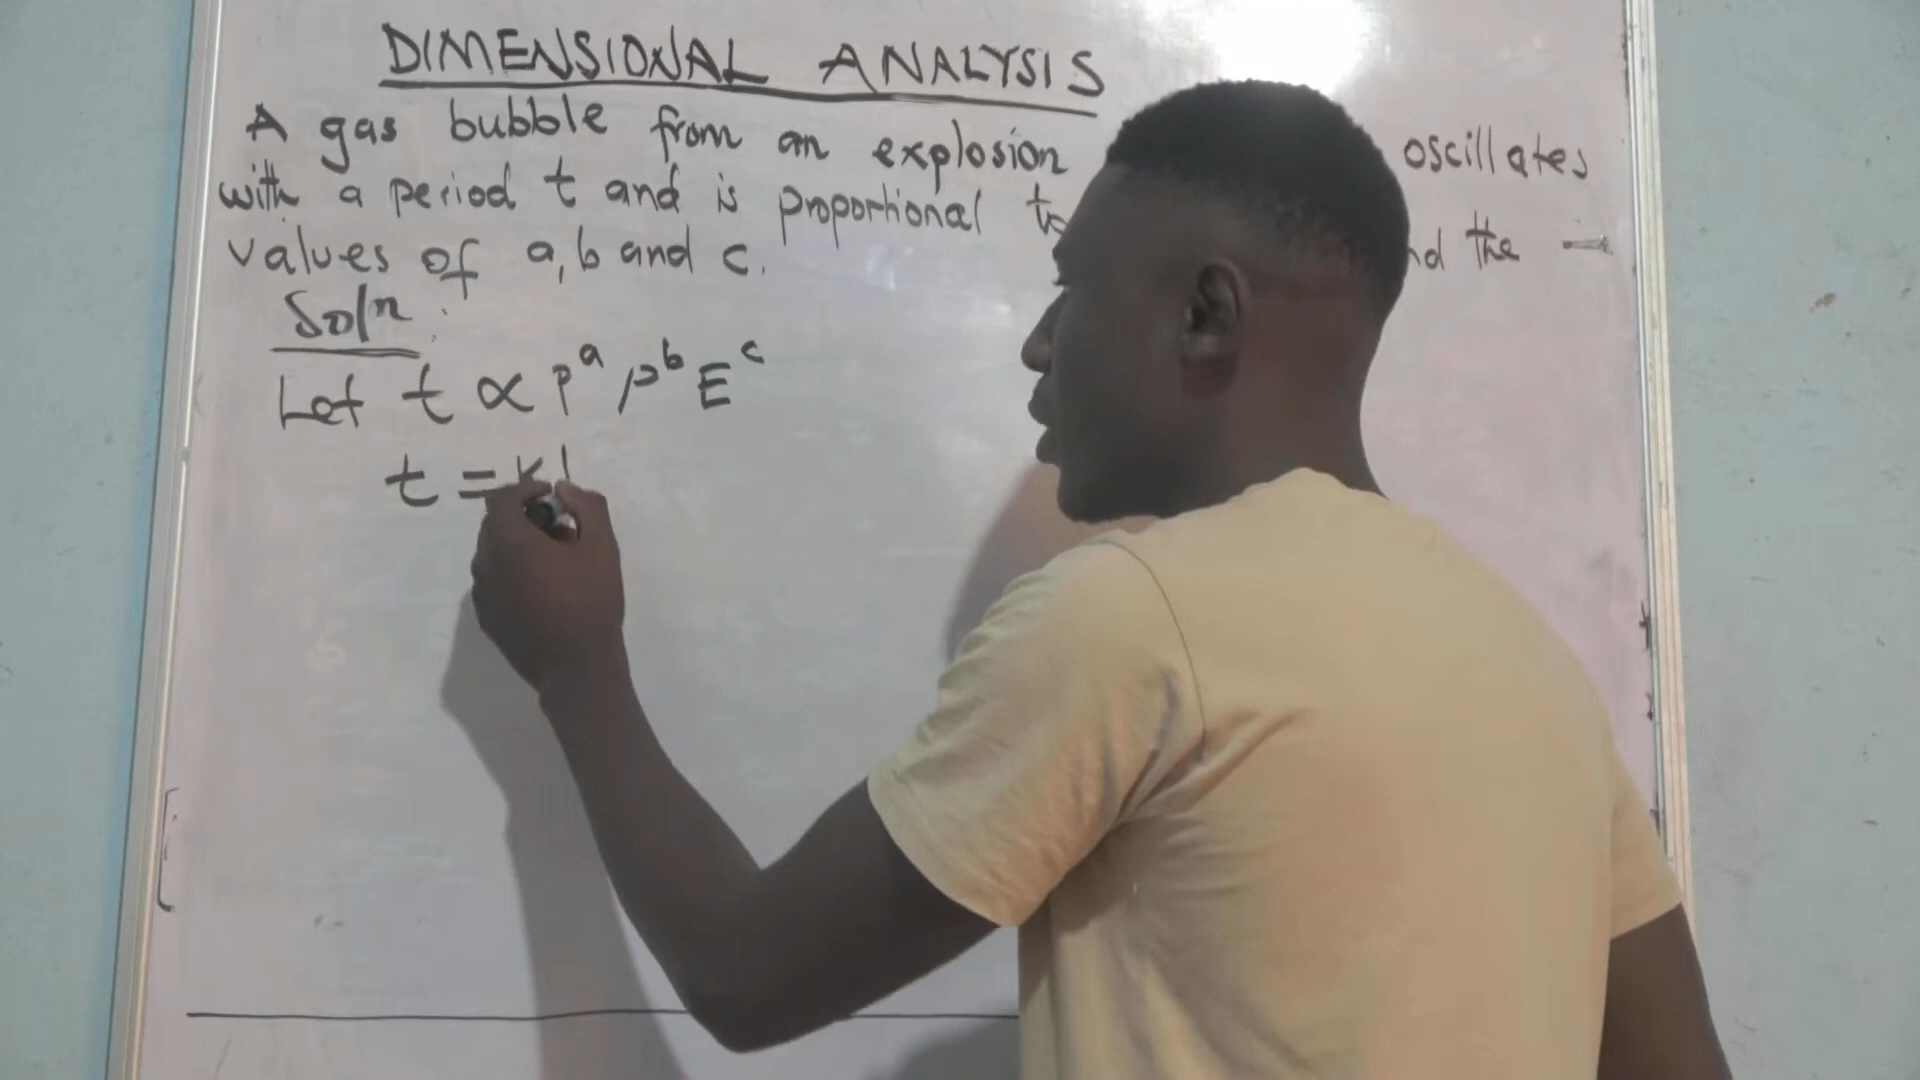 DIMENSIONAL ANALYSIS
A gas bubble from an explosion oscillates
with a period t and is proportional to
values of a, b and c. the
Soln
Let t ∝ P^a ρ^b E^c
t = k